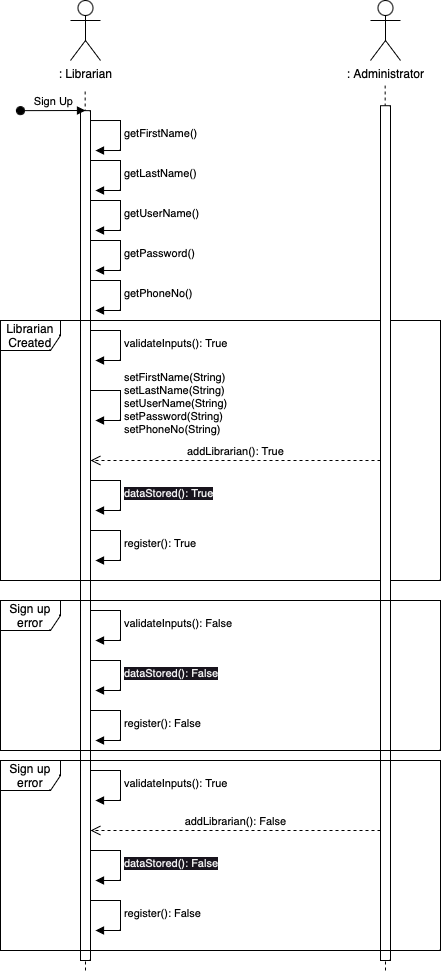 : Librarian
: Administrator
Sign Up
getFirstName()
getLastName()
getUserName()
getPassword()
getPhoneNo()
Librarian
Created
validateInputs(): True
setFirstName(String)
setLastName(String)
setUserName(String)
setPassword(String)
setPhoneNo(String)
addLibrarian(): True
dataStored(): True
register(): True
Sign up
error
validateInputs(): False
dataStored(): False
register(): False
Sign up
error
validateInputs(): True
addLibrarian(): False
dataStored(): False
register(): False